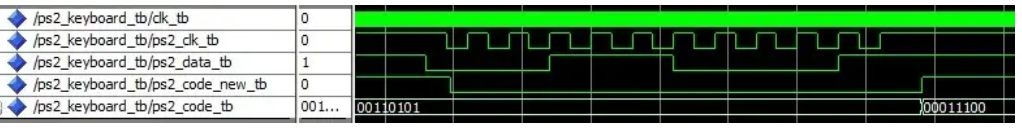 /ps2_keyboard_tb/clk_tb 0
/ps2_keyboard_tb/ps2_clk_tb 0
/ps2_keyboard_tb/ps2_data_tb 1
/ps2_keyboard_tb/ps2_code_new_tb 0
/ps2_keyboard_tb/ps2_code_tb 001... 00110101 00011100